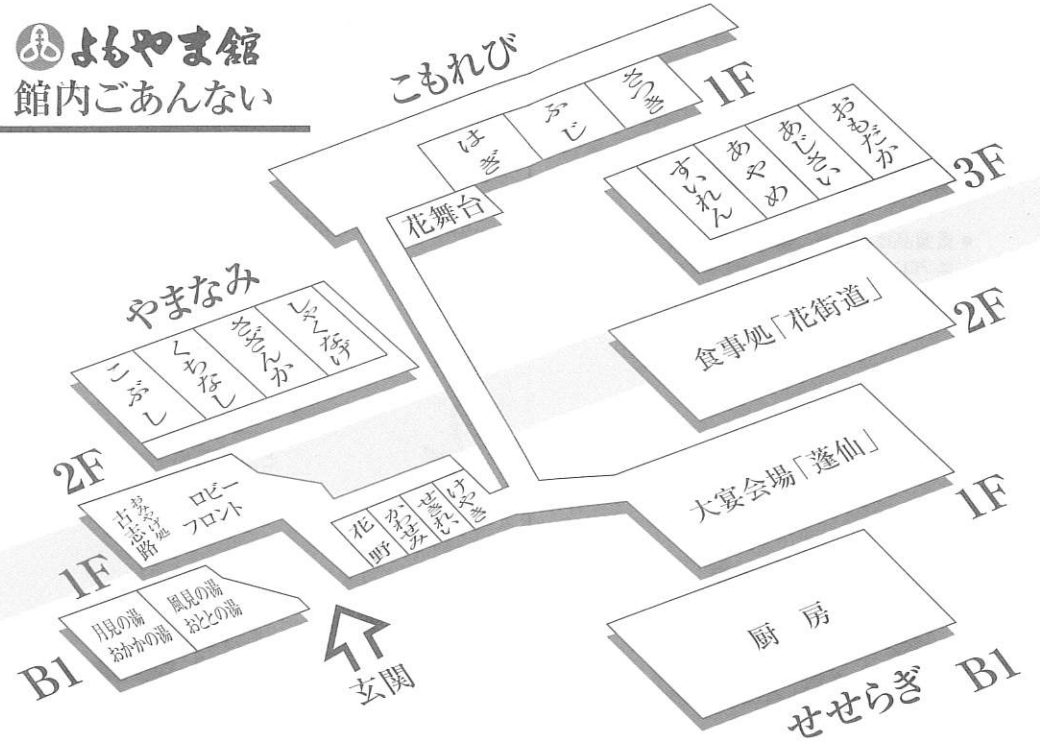 よもやま館
館内ごあんない
こもれび
1F
はぎ
ふじ
さつき
花舞台
すいれん
あやめ
あじさい
おもだか
3F
やまなみ
こぶし
くちなし
さざんか
しゃくなげ
2F
食事処「花街道」
2F
おみやげ処
古志路
ロビー
フロント
花野
かわせみ
せきれい
けやき
1F
大宴会場「蓬仙」
1F
月見の湯
おかかの湯
風見の湯
おととの湯
B1
玄関
厨房
せせらぎ
B1